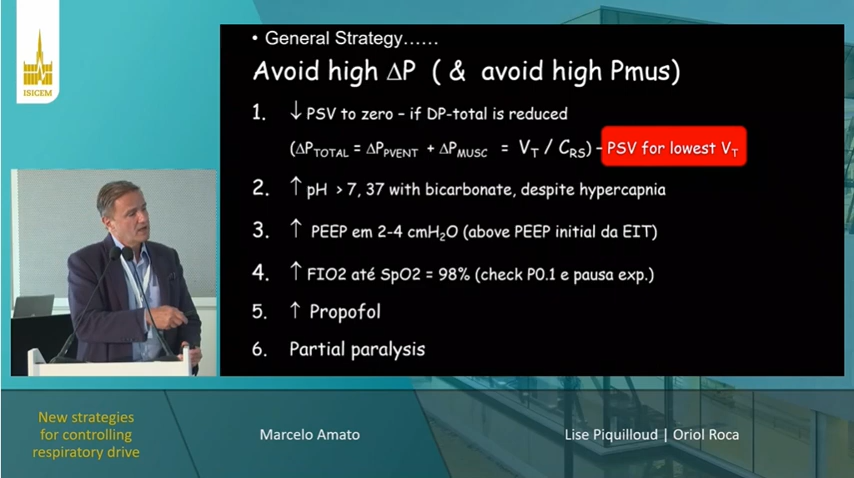 ISICEM
• General Strategy……
Avoid high ΔP ( & avoid high Pmus)
1. ↓ PSV to zero – if DP-total is reduced
(ΔP_TOTAL = ΔP_PVENT + ΔP_MUSC = V_T / C_RS) – PSV for lowest V_T
2. ↑ pH > 7, 37 with bicarbonate, despite hypercapnia
3. ↑ PEEP em 2-4 cmH₂O (above PEEP initial da EIT)
4. ↑ FIO2 até SpO2 = 98% (check P0.1 e pausa exp.)
5. ↑ Propofol
6. Partial paralysis
New strategies
for controlling
respiratory drive
Marcelo Amato
Lise Piquilloud | Oriol Roca